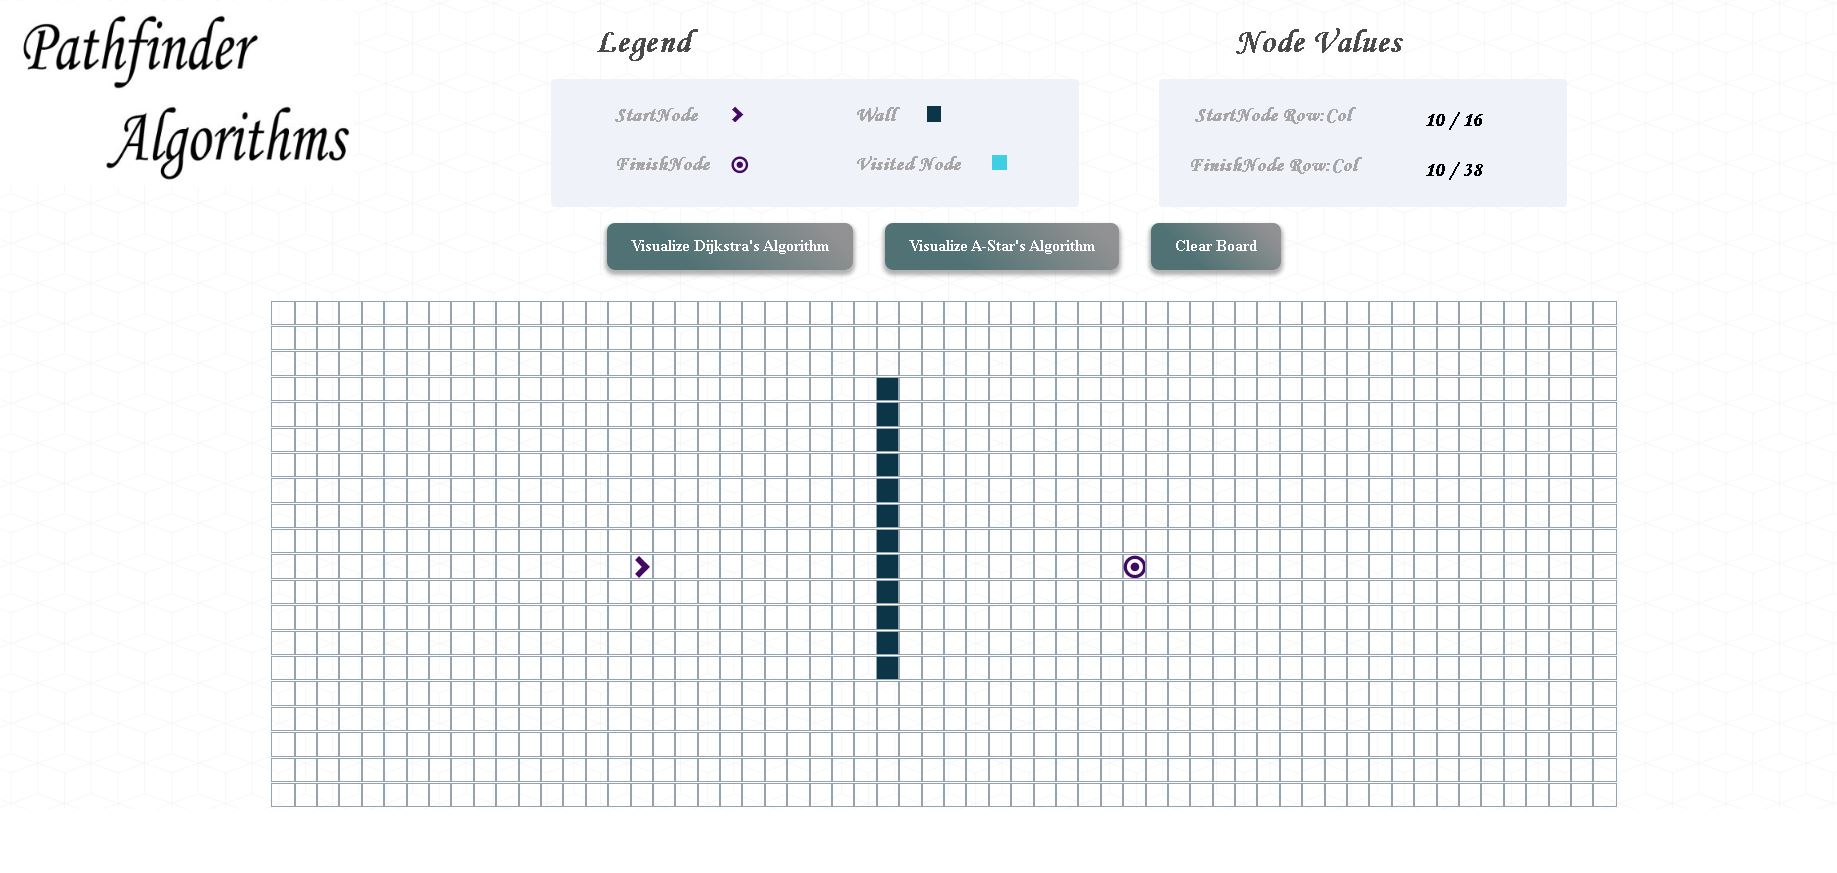 Pathfinder
Algorithms
Legend
StartNode
Wall
FinishNode
Visited Node
Node Values
StartNode Row:Col 10 / 16
FinishNode Row:Col 10 / 38
Visualize Dijkstra's Algorithm
Visualize A-Star's Algorithm
Clear Board